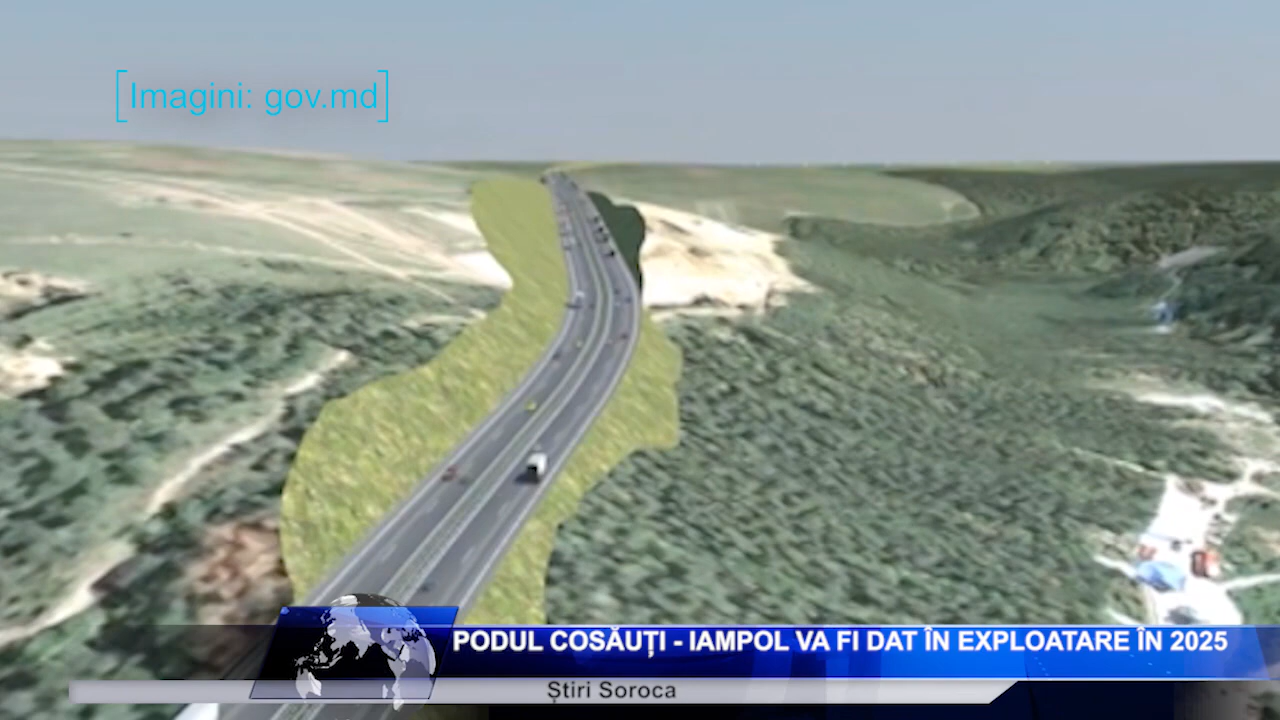 [Imagini: gov.md]
PODUL COSĂUȚI - IAMPOL VA FI DAT ÎN EXPLOATARE ÎN 2025
Știri Soroca